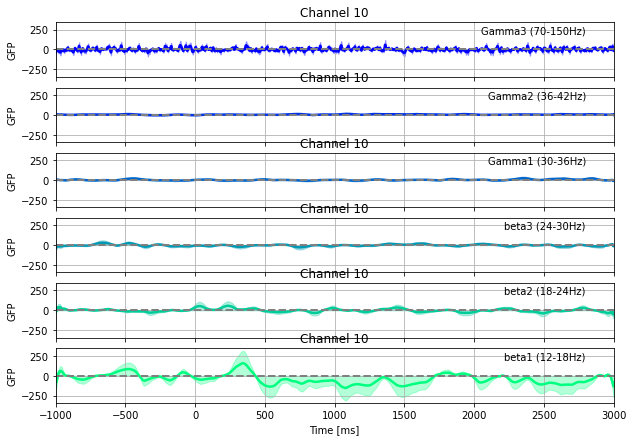 Channel 10
250
Gamma3 (70-150Hz)
GFP
0
−250
Channel 10
250
Gamma2 (36-42Hz)
GFP
0
−250
Channel 10
250
Gamma1 (30-36Hz)
GFP
0
−250
Channel 10
250
beta3 (24-30Hz)
GFP
0
−250
Channel 10
250
beta2 (18-24Hz)
GFP
0
−250
Channel 10
250
beta1 (12-18Hz)
GFP
0
−250
−1000 −500 0 500 1000 1500 2000 2500 3000
Time [ms]